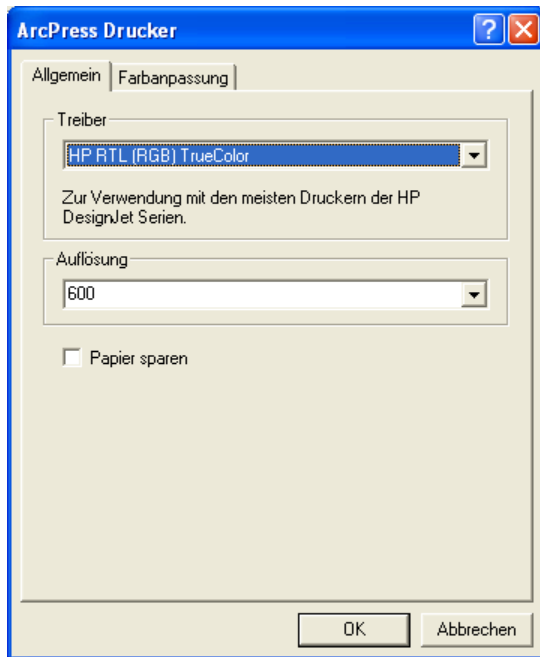 ArcPress Drucker
Allgemein
Farbanpassung
Treiber
HP RTL (RGB) TrueColor
Zur Verwendung mit den meisten Druckern der HP
DesignJet Serien.
Auflösung
600
Papier sparen
OK
Abbrechen